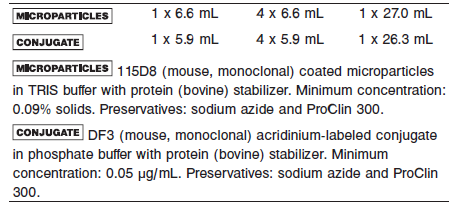 MICROPARTICLES 1 x 6.6 mL 4 x 6.6 mL 1 x 27.0 mL
CONJUGATE 1 x 5.9 mL 4 x 5.9 mL 1 x 26.3 mL
MICROPARTICLES 115D8 (mouse, monoclonal) coated microparticles
in TRIS buffer with protein (bovine) stabilizer. Minimum concentration:
0.09% solids. Preservatives: sodium azide and ProClin 300.
CONJUGATE DF3 (mouse, monoclonal) acridinium-labeled conjugate
in phosphate buffer with protein (bovine) stabilizer. Minimum
concentration: 0.05 μg/mL. Preservatives: sodium azide and ProClin
300.